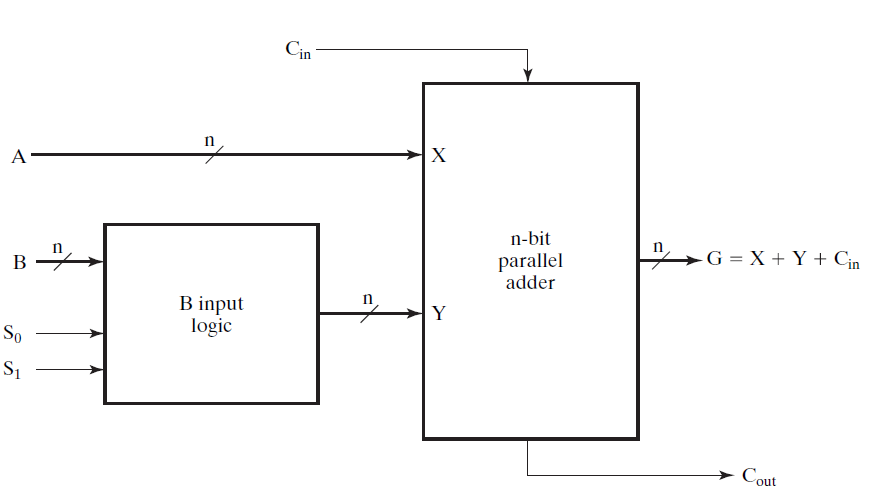 C_in
n
A
X
n
B
n-bit
parallel
adder
n
G = X + Y + C_in
B input
logic
n
Y
S_0
S_1
C_out